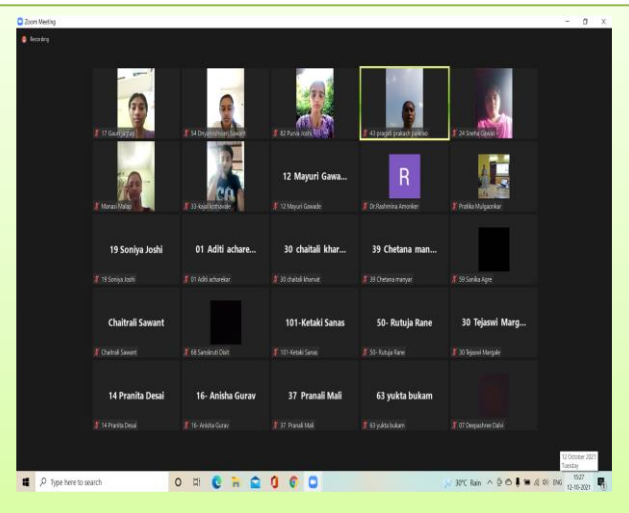 Zoom Meeting
Recording
17 Gauri jadhav
54 Dnyaneshwari Sawant
82 Purva Joshi
43 pragati prakash
24 Sneha Gawas
Manasi Malap
12 Mayuri Gawa...
R
33-kajal
12 Mayuri Gawade
Dr.Rashmina Amonker
Pratika Mulgaonkar
19 Soniya Joshi
01 Aditi achare...
30 chaitali khar...
39 Chetana man...
19 Soniya Joshi
01 Aditi acharekar
30 chaitali kharvat
39 Chetana manyar
59 Sanika Agre
Chaitrali Sawant
101-Ketaki Sanas
50- Rutuja Rane
30 Tejaswi Marg...
Chaitrali Sawant
68 Sanskruti Dixit
101-Ketaki Sanas
50- Rutuja Rane
30 Tejaswi Margale
14 Pranita Desai
16- Anisha Gurav
37 Pranali Mali
63 yukta bukam
14 Pranita Desai
16- Anisha Gurav
37 Pranali Mali
63 yukta bukam
07 Deepashree Dalvi
12 October 2021
Tuesday
Type here to search
30°C Rain
ENG
1527
12-10-2021